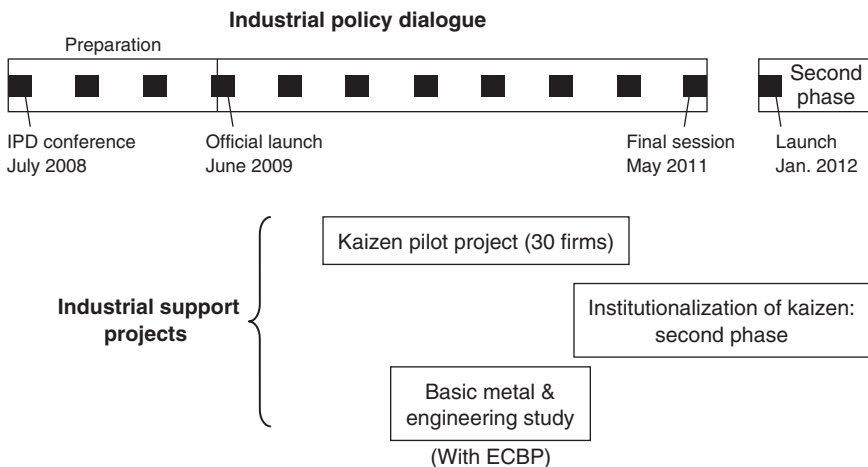 Industrial policy dialogue
Preparation
Second
phase
IPD conference
July 2008
Official launch
June 2009
Final session
May 2011
Launch
Jan. 2012
Kaizen pilot project (30 firms)
Industrial support
projects
Institutionalization of kaizen:
second phase
Basic metal &
engineering study
(With ECBP)